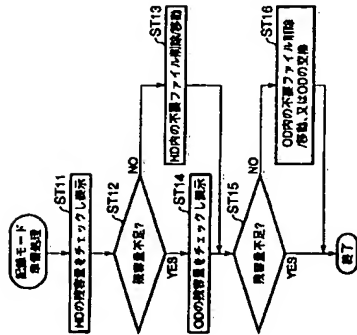 記録モード
準備処理
ST11
HDの残容量をチェックし表示
ST12
残容量不足?
NO
YES
ST13
HD内の不要ファイル削除/移動
ST14
ODの残容量をチェックし表示
ST15
残容量不足?
NO
YES
ST16
OD内の不要ファイル削除
/移動、又はODの交換
終了